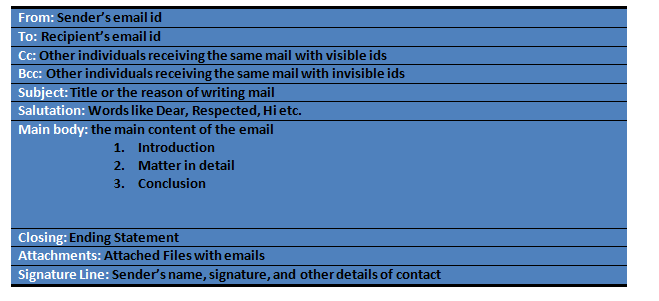 From: Sender's email id
To: Recipient's email id
Cc: Other individuals receiving the same mail with visible ids
Bcc: Other individuals receiving the same mail with invisible ids
Subject: Title or the reason of writing mail
Salutation: Words like Dear, Respected, Hi etc.
Main body: the main content of the email
1. Introduction
2. Matter in detail
3. Conclusion
Closing: Ending Statement
Attachments: Attached Files with emails
Signature Line: Sender's name, signature, and other details of contact